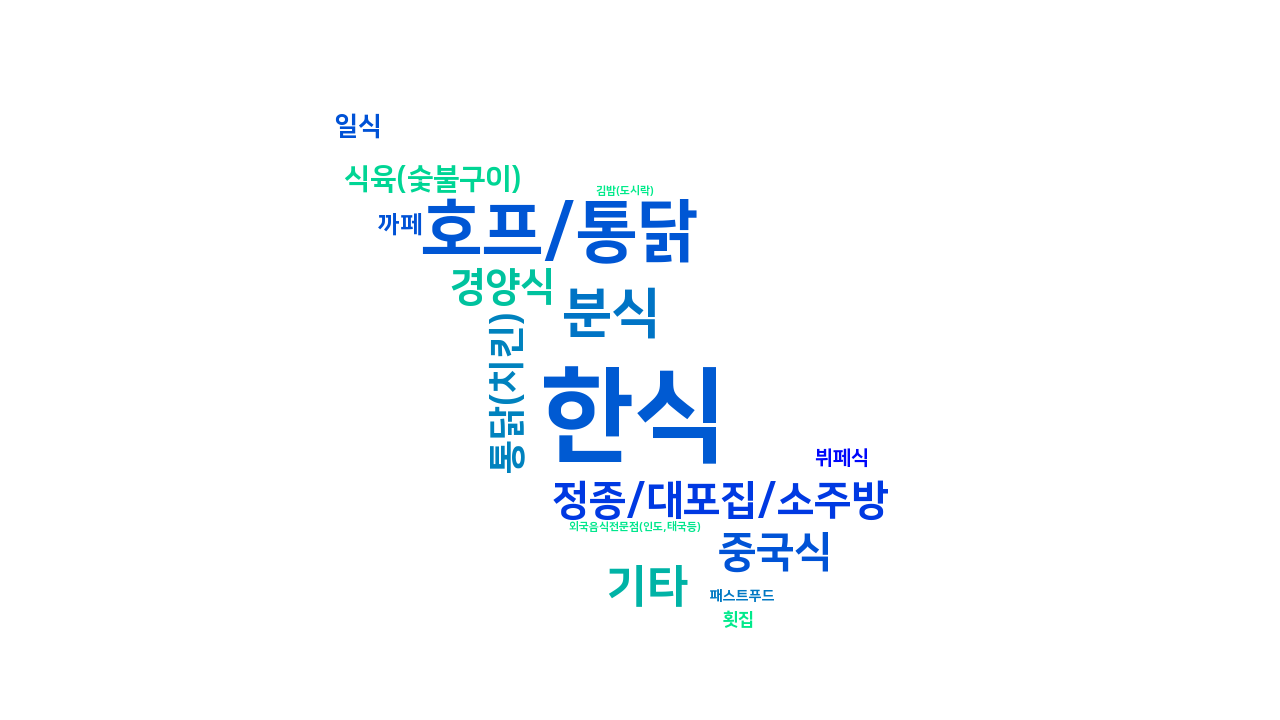 일식
식육(숯불구이)
김밥(도시락)
까페
호프/통닭
경양식
분식
통닭(치킨)
한식
뷔페식
정종/대포집/소주방
외국음식전문점(인도,태국등)
중국식
기타
패스트푸드
횟집